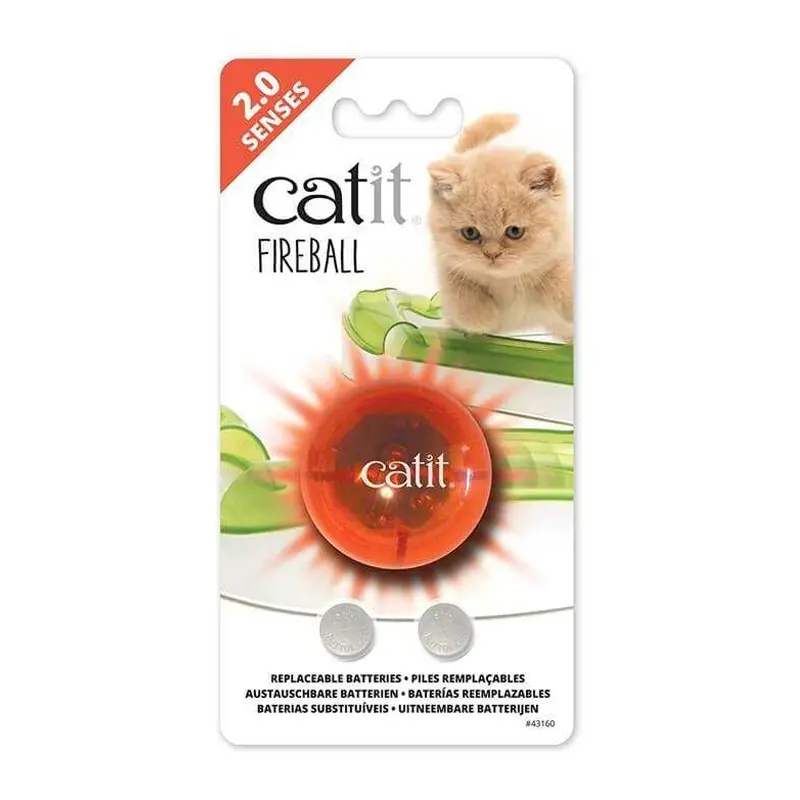 2.0
SENSES
catit®
FIREBALL
catit®
REPLACEABLE BATTERIES • PILES REMPLAÇABLES
AUSTAUSCHBARE BATTERIEN • BATERÍAS REEMPLAZABLES
BATERIAS SUBSTITUÍVEIS • UITNEEMBARE BATTERIJEN
#43160